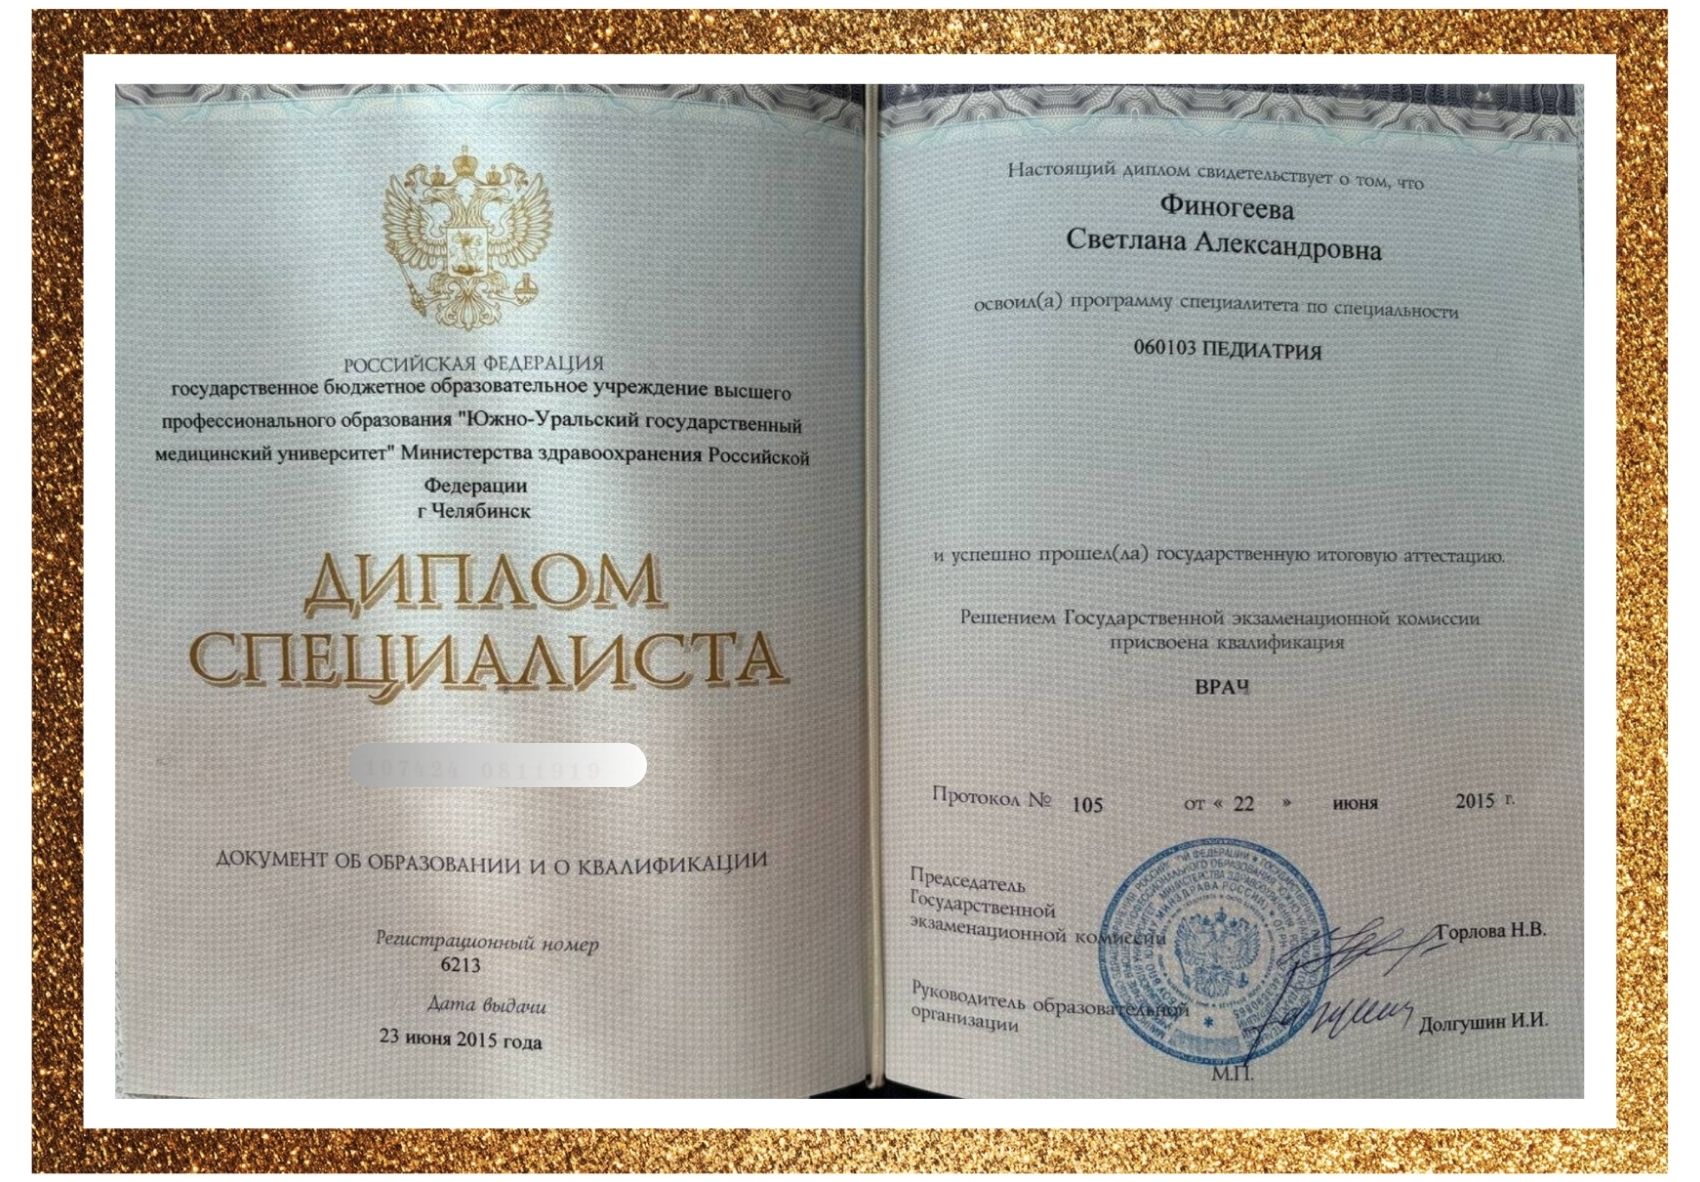 РОССИЙСКАЯ ФЕДЕРАЦИЯ
государственное бюджетное образовательное учреждение высшего
профессионального образования "Южно-Уральский государственный
медицинский университет" Министерства здравоохранения Российской
Федерации
г Челябинск
ДИПЛОМ
СПЕЦИАЛИСТА
ДОКУМЕНТ ОБ ОБРАЗОВАНИИ И О КВАЛИФИКАЦИИ
Регистрационный номер
6213
Дата выдачи
23 июня 2015 года
Настоящий диплом свидетельствует о том, что
Финогеева
Светлана Александровна
освоил(а) программу специалитета по специальности
060103 ПЕДИАТРИЯ
и успешно прошел(ла) государственную итоговую аттестацию.
Решением Государственной экзаменационной комиссии
присвоена квалификация
ВРАЧ
Протокол № 105 от « 22 » июня 2015 г.
Председатель
Государственной
экзаменационной комиссии Горлова Н.В.
Руководитель образовательной
организации Долгушин И.И.
М.П.